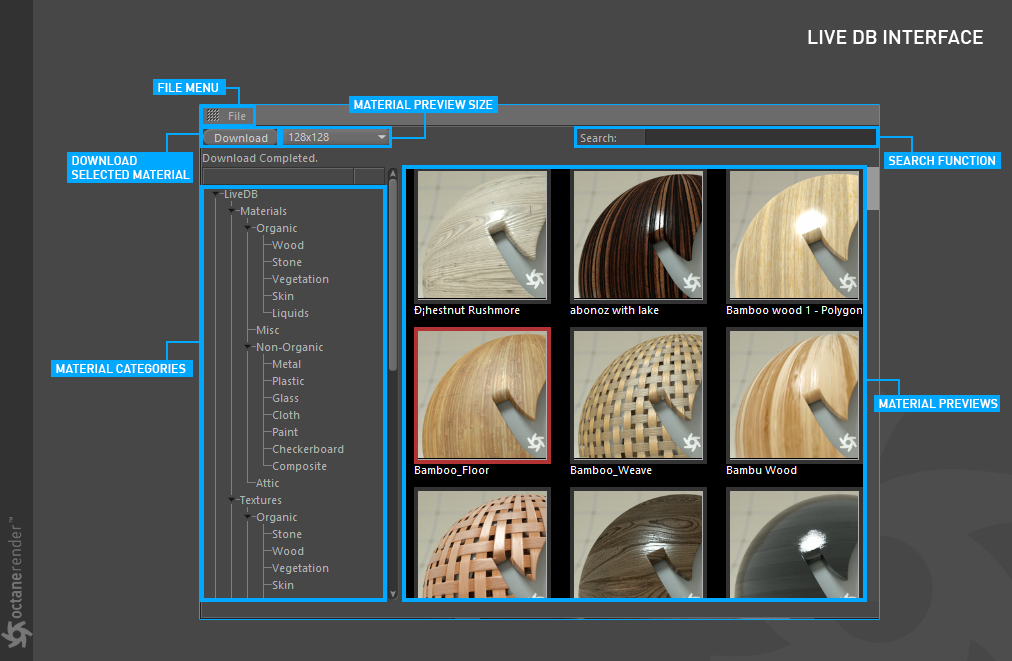 LIVE DB INTERFACE
FILE MENU
MATERIAL PREVIEW SIZE
File
Download
128x128
Search:
DOWNLOAD
SELECTED MATERIAL
SEARCH FUNCTION
Download Completed.
LiveDB
Materials
Organic
Wood
Stone
Vegetation
Skin
Liquids
Misc
Non-Organic
Metal
Plastic
Glass
Cloth
Paint
Checkerboard
Composite
Attic
Textures
Organic
Stone
Wood
Vegetation
Skin
MATERIAL CATEGORIES
Ð¡hestnut Rushmore
abonoz with lake
Bamboo wood 1 - Polygon
Bamboo_Floor
Bamboo_Weave
Bambu Wood
MATERIAL PREVIEWS
octanerender™